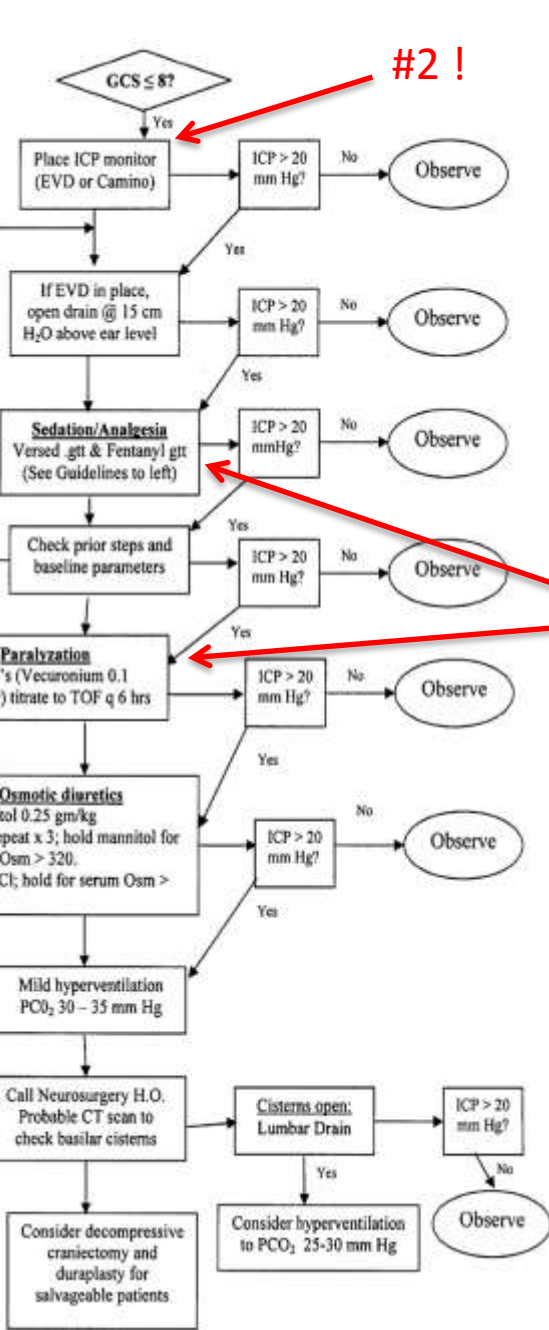 #2 !
GCS ≤ 8?
Yes
Place ICP monitor
(EVD or Camino)
ICP > 20
mm Hg?
No
Observe
Yes
If EVD in place,
open drain @ 15 cm
H₂O above ear level
ICP > 20
mm Hg?
No
Observe
Yes
Sedation/Analgesia
Versed .gtt & Fentanyl gtt
(See Guidelines to left)
ICP > 20
mmHg?
No
Observe
Yes
Check prior steps and
baseline parameters
ICP > 20
mm Hg?
No
Observe
Yes
Paralyzation
's (Vecuronium 0.1
) titrate to TOF q 6 hrs
ICP > 20
mm Hg?
No
Observe
Yes
Osmotic diuretics
0.25 gm/kg
x 3; hold mannitol for
Osm > 320.
hold for serum Osm >
ICP > 20
mm Hg?
No
Observe
Yes
Mild hyperventilation
PC0₂ 30 – 35 mm Hg
Call Neurosurgery H.O.
Probable CT scan to
check basilar cisterns
Cisterns open:
Lumbar Drain
ICP > 20
mm Hg?
Yes
No
Observe
Consider decompressive
craniectomy and
duraplasty for
salvageable patients
Consider hyperventilation
to PCO₂ 25-30 mm Hg